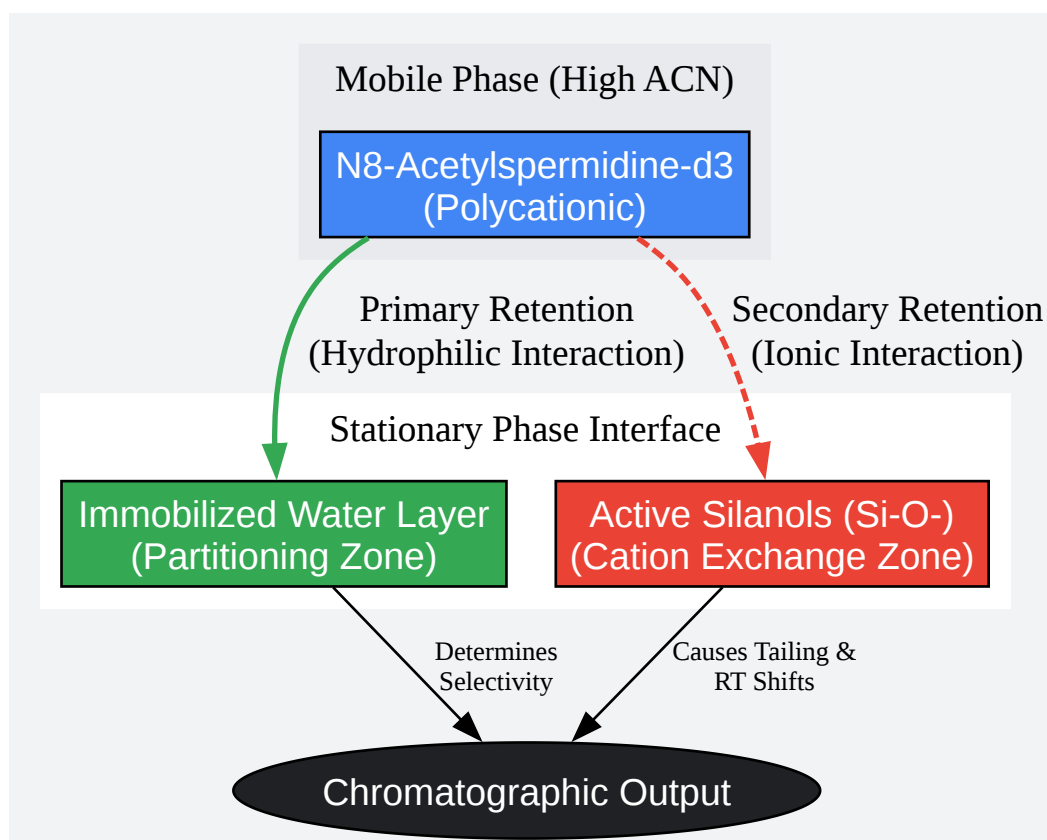 Mobile Phase (High ACN)
N8-Acetylspermidine-d3
(Polycationic)
Primary Retention
(Hydrophilic Interaction)
Secondary Retention
(Ionic Interaction)
Stationary Phase Interface
Immobilized Water Layer
(Partitioning Zone)
Active Silanols (Si-O-)
(Cation Exchange Zone)
Determines
Selectivity
Causes Tailing &
RT Shifts
Chromatographic Output